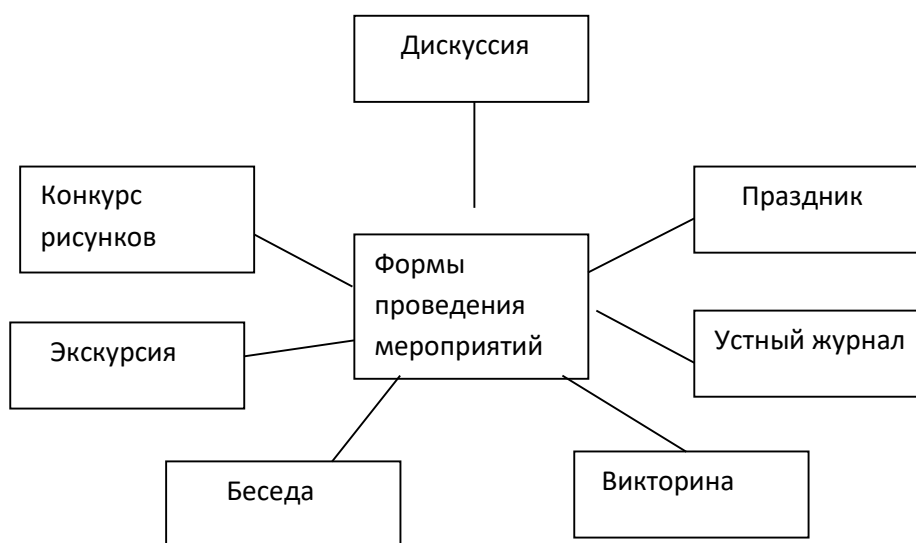 Дискуссия
Конкурс
рисунков
Праздник
Формы
проведения
мероприятий
Экскурсия
Устный журнал
Беседа
Викторина